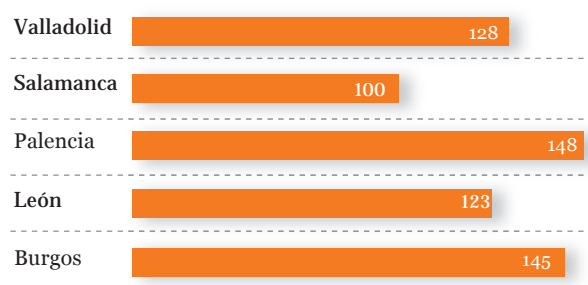 Valladolid 128
Salamanca 100
Palencia 148
León 123
Burgos 145